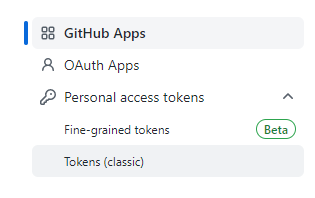 GitHub Apps
OAuth Apps
Personal access tokens
Fine-grained tokens Beta
Tokens (classic)